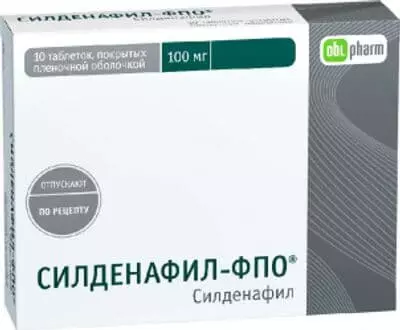 10 таблеток, покрытых
пленочной оболочкой
100 мг
obl pharm
ОТПУСКАЮТ
ПО РЕЦЕПТУ
СИЛДЕНАФИЛ-ФПО®
Силденафил